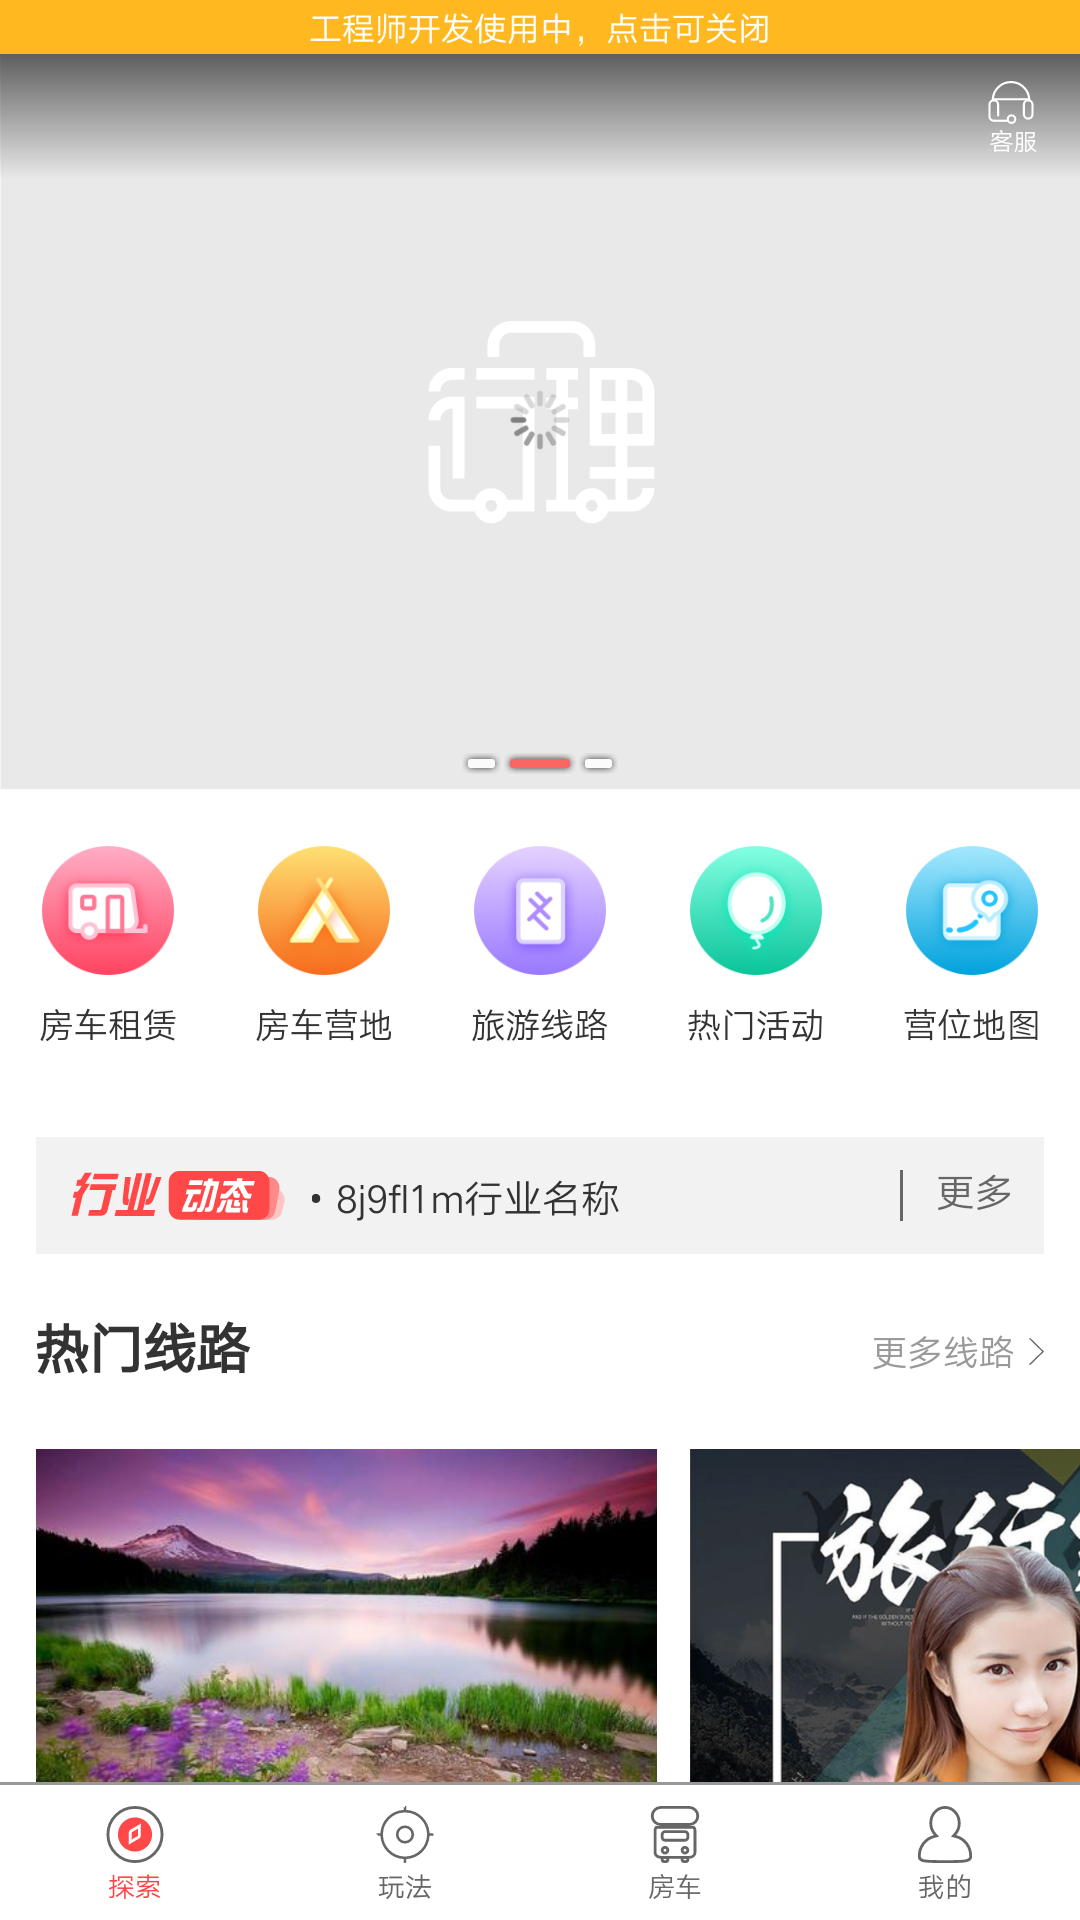 工程师开发使用中，点击可关闭
客服
行理
房车租赁
房车营地
旅游线路
热门活动
营位地图
行业 动态 • 8j9fl1m行业名称
更多
热门线路
更多线路
旅行
探索
玩法
房车
我的